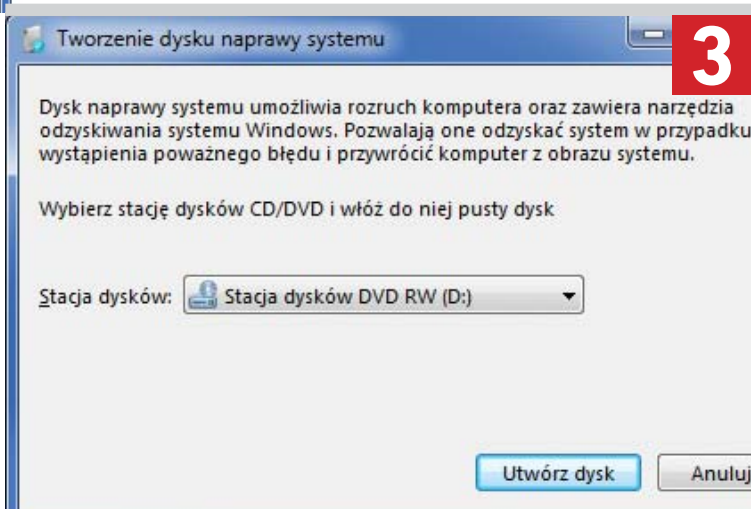 Tworzenie dysku naprawy systemu
3
Dysk naprawy systemu umożliwia rozruch komputera oraz zawiera narzędzia
odzyskiwania systemu Windows. Pozwalają one odzyskać system w przypadku
wystąpienia poważnego błędu i przywrócić komputer z obrazu systemu.
Wybierz stację dysków CD/DVD i włóż do niej pusty dysk
Stacja dysków: Stacja dysków DVD RW (D:)
Utwórz dysk Anuluj